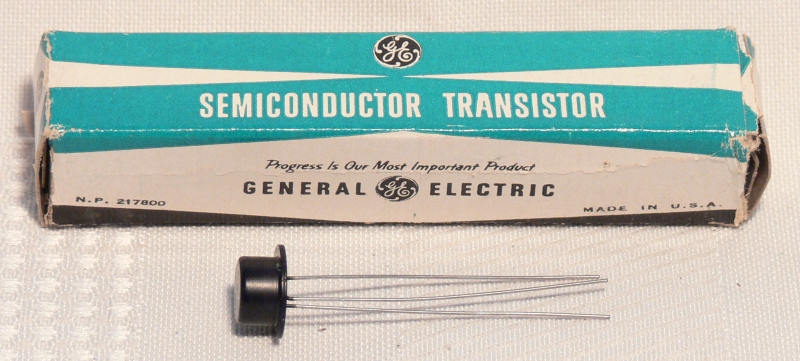 GE
SEMICONDUCTOR TRANSISTOR
Progress Is Our Most Important Product
GENERAL GE ELECTRIC
N.P. 217800
MADE IN U.S.A.